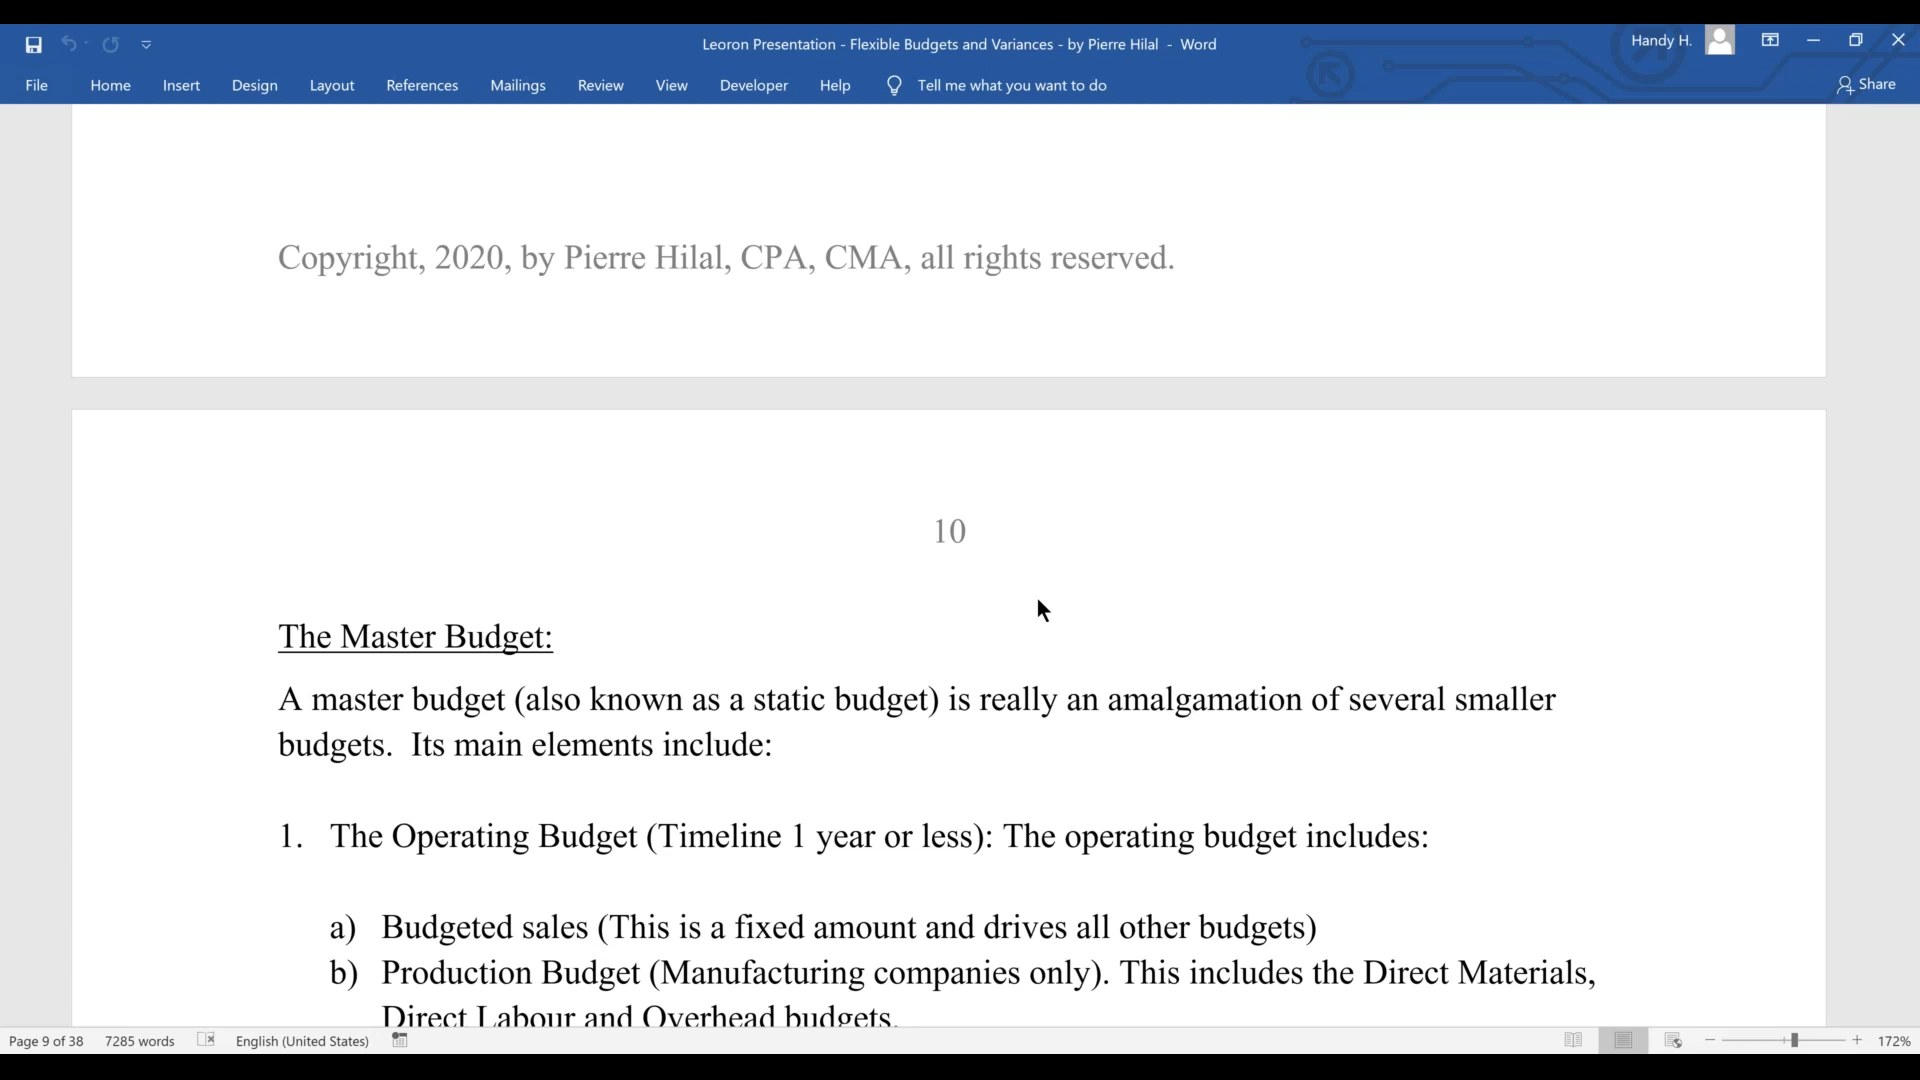 Leoron Presentation - Flexible Budgets and Variances - by Pierre Hilal - Word
Handy H.
File Home Insert Design Layout References Mailings Review View Developer Help Tell me what you want to do Share
Copyright, 2020, by Pierre Hilal, CPA, CMA, all rights reserved.
10
The Master Budget:
A master budget (also known as a static budget) is really an amalgamation of several smaller
budgets.  Its main elements include:
1. The Operating Budget (Timeline 1 year or less): The operating budget includes:
a) Budgeted sales (This is a fixed amount and drives all other budgets)
b) Production Budget (Manufacturing companies only). This includes the Direct Materials,
Direct Labour and Overhead budgets.
Page 9 of 38 7285 words English (United States) 172%